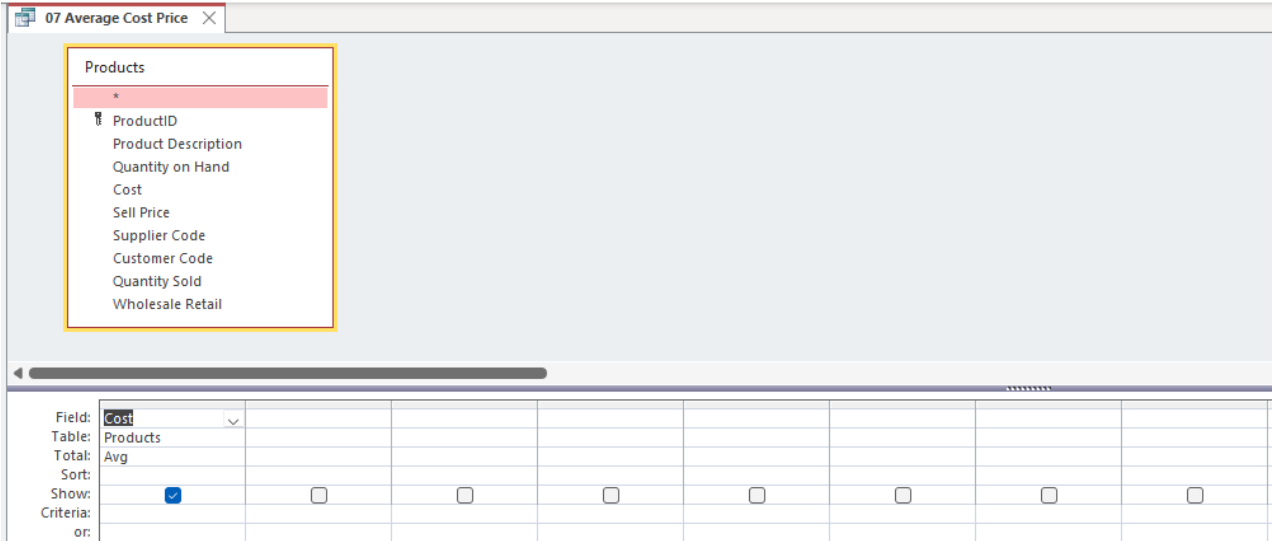 07 Average Cost Price
Products
*
ProductID
Product Description
Quantity on Hand
Cost
Sell Price
Supplier Code
Customer Code
Quantity Sold
Wholesale Retail
Field: Cost
Table: Products
Total: Avg
Sort:
Show:
Criteria:
or: